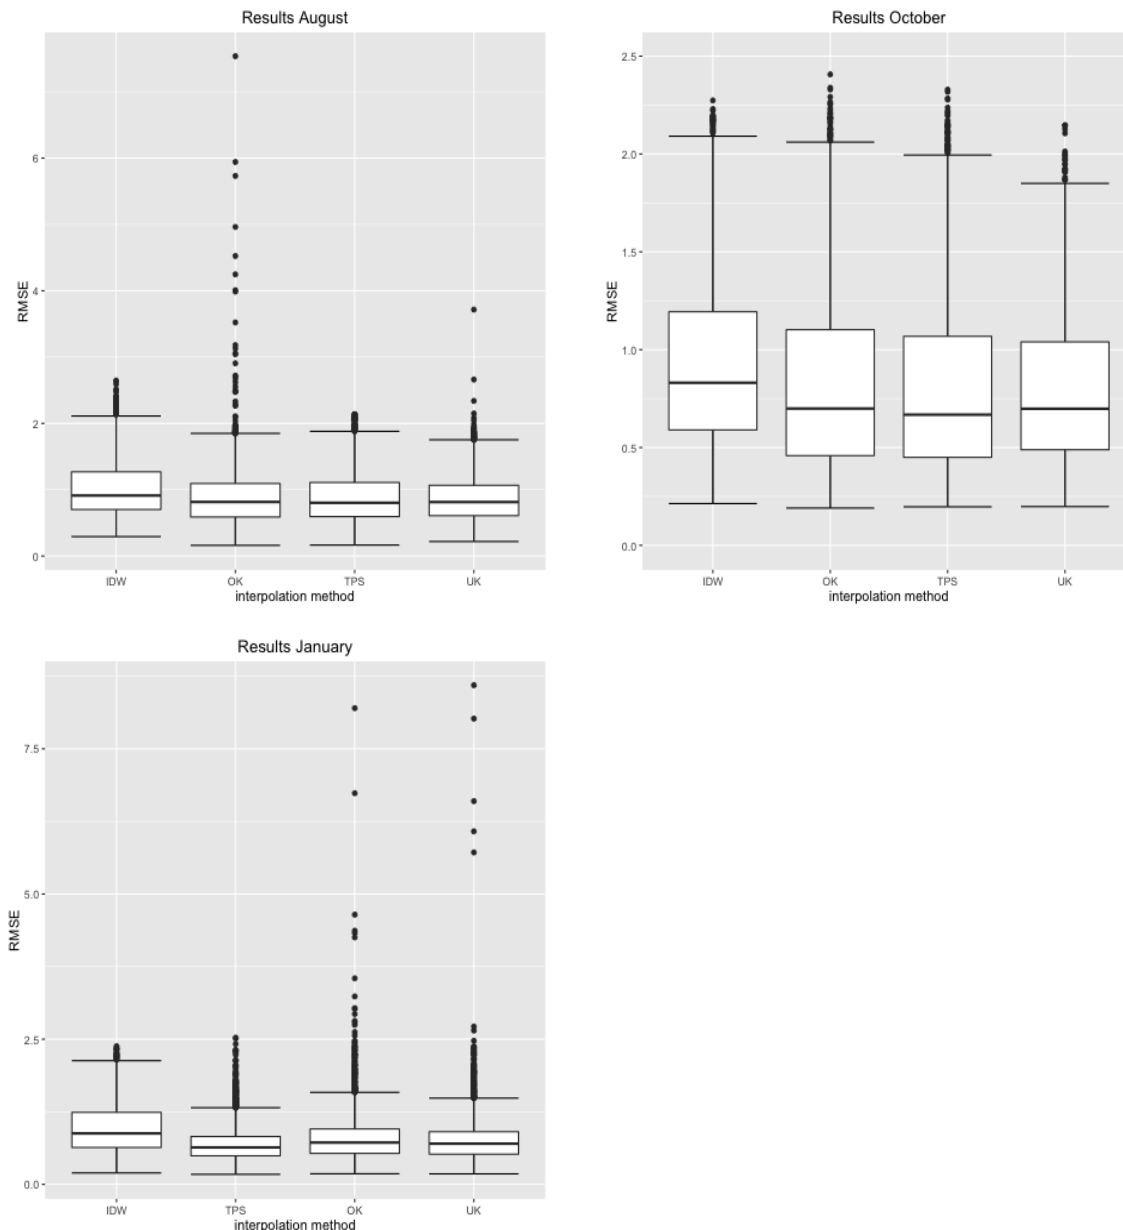 Results August
RMSE
6
4
2
0
IDW OK TPS UK
interpolation method
Results October
RMSE
2.5
2.0
1.5
1.0
0.5
0.0
IDW OK TPS UK
interpolation method
Results January
RMSE
7.5
5.0
2.5
0.0
IDW TPS OK UK
interpolation method